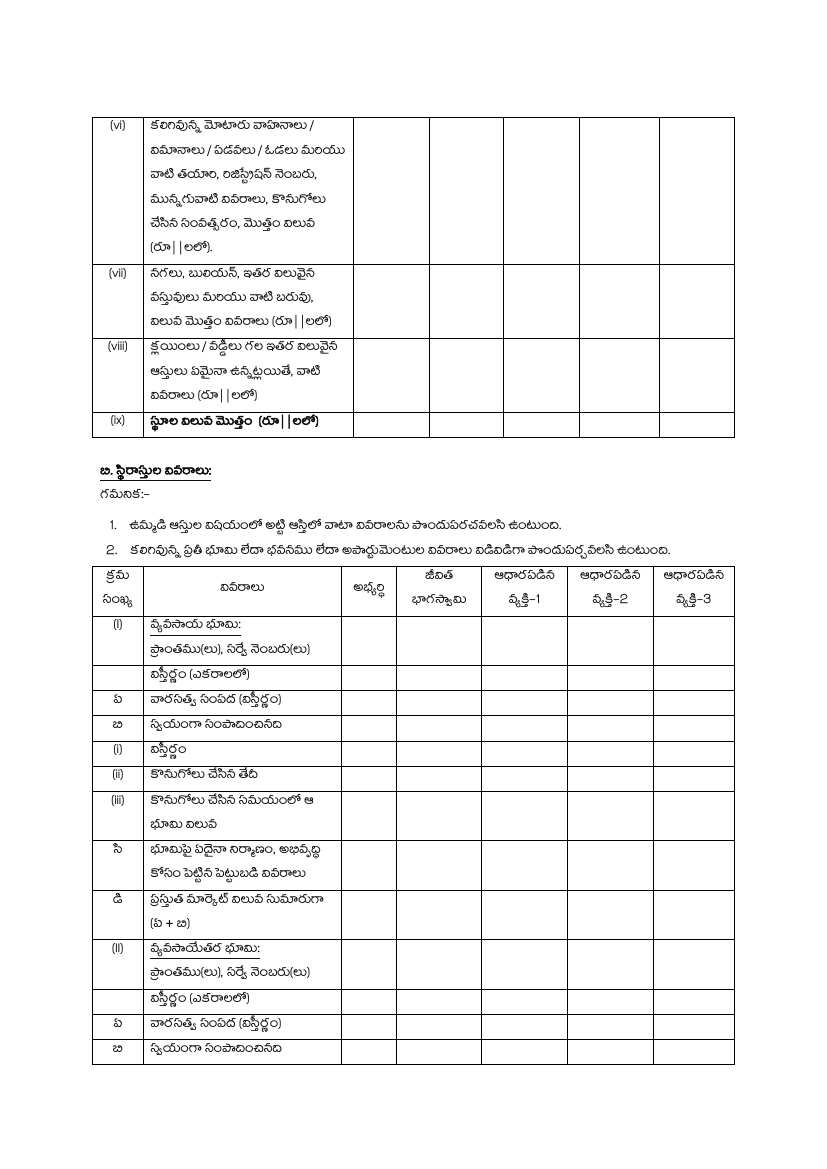 (vi) కలిగివున్న మోటారు వాహనాలు /
విమానాలు / పడవలు / ఓడలు మరియు
వాటి తయారి, రిజిస్ట్రేషన్ నెంబరు,
మున్నగువాటి వివరాలు, కొనుగోలు
చేసిన సంవత్సరం, మొత్తం విలువ
(రూ||లలో).
(vii) నగలు, బులియన్, ఇతర విలువైన
వస్తువులు మరియు వాటి బరువు,
విలువ మొత్తం వివరాలు (రూ||లలో)
(viii) క్లయింలు / వడ్డీలు గల ఇతర విలువైన
ఆస్తులు ఏమైనా ఉన్నట్లయితే, వాటి
వివరాలు (రూ||లలో)
(ix) స్థూల విలువ మొత్తం (రూ||లలో)
బి. స్థిరాస్తుల వివరాలు:
గమనిక:-
1. ఉమ్మడి ఆస్తుల విషయంలో అట్టి ఆస్తిలో వాటా వివరాలను పొందుపరచవలసి ఉంటుంది.
2. కలిగివున్న ప్రతీ భూమి లేదా భవనము లేదా అపార్టుమెంటుల వివరాలు విడివిడిగా పొందుపర్చవలసి ఉంటుంది.
క్రమ జీవిత ఆధారపడిన ఆధారపడిన ఆధారపడిన
వివరాలు అభ్యర్థి
సంఖ్య భాగస్వామి వ్యక్తి-1 వ్యక్తి-2 వ్యక్తి-3
(I) వ్యవసాయ భూమి:
ప్రాంతము(లు), సర్వే నెంబరు(లు)
విస్తీర్ణం (ఎకరాలలో)
ఏ వారసత్వ సంపద (విస్తీర్ణం)
బి స్వయంగా సంపాదించినది
(i) విస్తీర్ణం
(ii) కొనుగోలు చేసిన తేదీ
(iii) కొనుగోలు చేసిన సమయంలో ఆ
భూమి విలువ
సి భూమిపై ఏదైనా నిర్మాణం, అభివృద్ధి
కోసం పెట్టిన పెట్టుబడి వివరాలు
డి ప్రస్తుత మార్కెట్ విలువ సుమారుగా
(ఏ + బి)
(II) వ్యవసాయేతర భూమి:
ప్రాంతము(లు), సర్వే నెంబరు(లు)
విస్తీర్ణం (ఎకరాలలో)
ఏ వారసత్వ సంపద (విస్తీర్ణం)
బి స్వయంగా సంపాదించినది